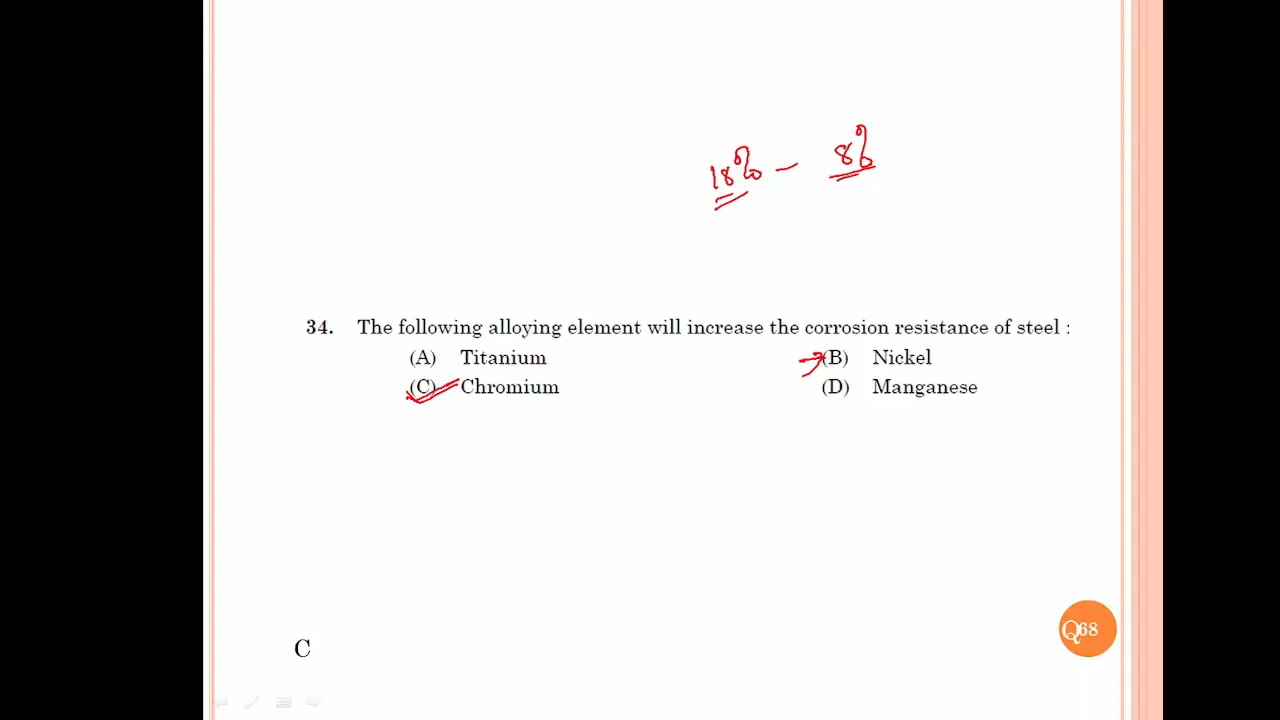 18% - 8%
34. The following alloying element will increase the corrosion resistance of steel :
(A) Titanium (B) Nickel
(C) Chromium (D) Manganese
Q68
C